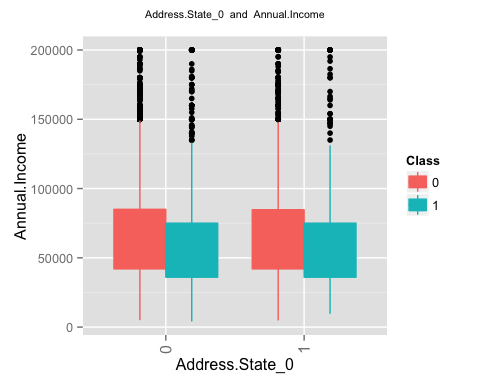 Address.State_0 and Annual.Income
200000
150000
100000
50000
0
Annual.Income
0
1
Address.State_0
Class
0
1